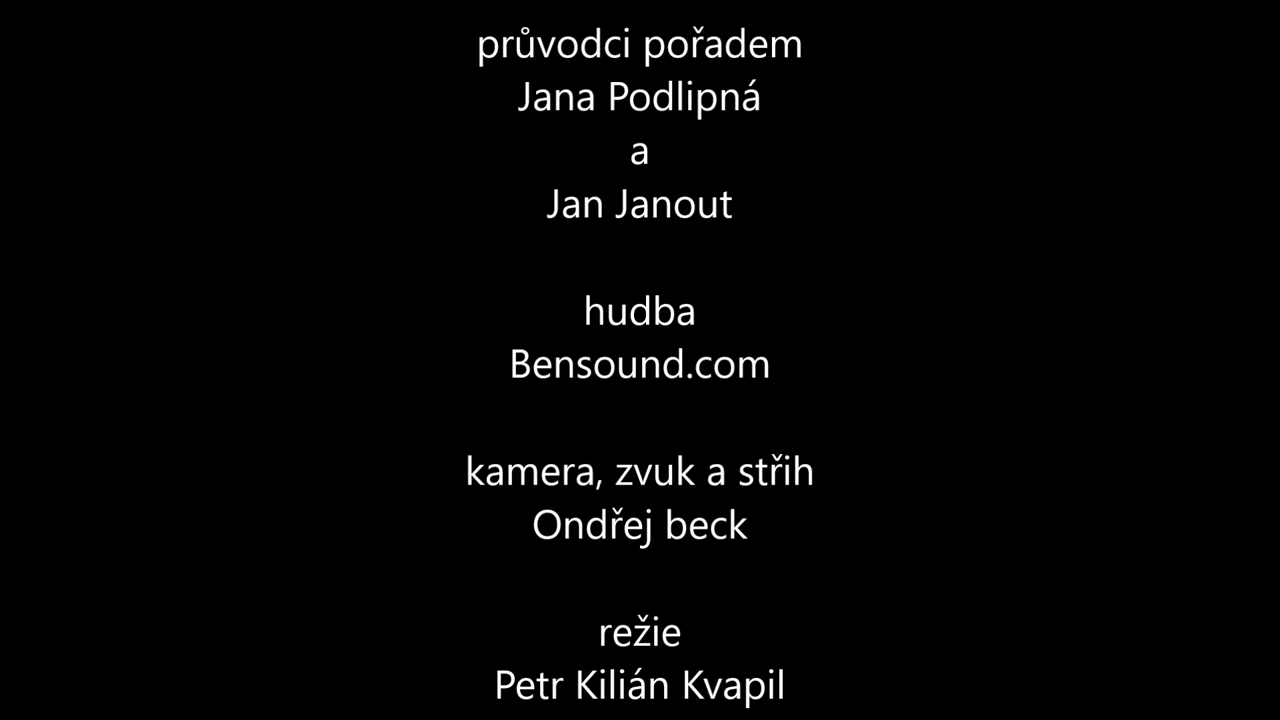 průvodci pořadem
Jana Podlipná
a
Jan Janout
hudba
Bensound.com
kamera, zvuk a střih
Ondřej beck
režie
Petr Kilián Kvapil